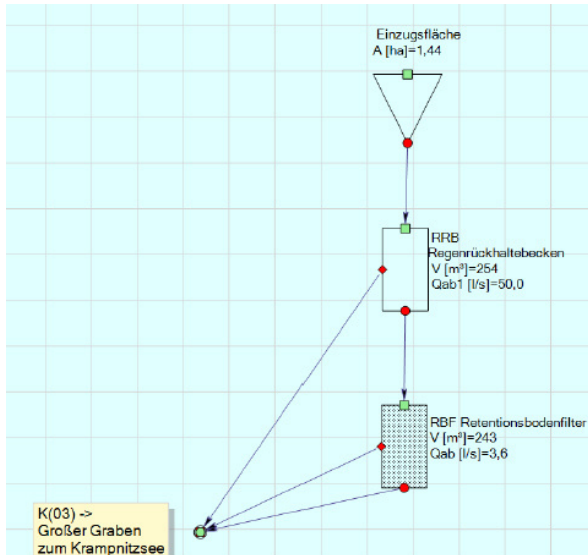 Einzugsfläche
A [ha]=1,44
RRB
Regenrückhaltebecken
V [m³]=254
Qab1 [l/s]=50,0
RBF Retentionsbodenfilter
V [m³]=243
Qab [l/s]=3,6
K(03) ->
Großer Graben
zum Krampnitzsee